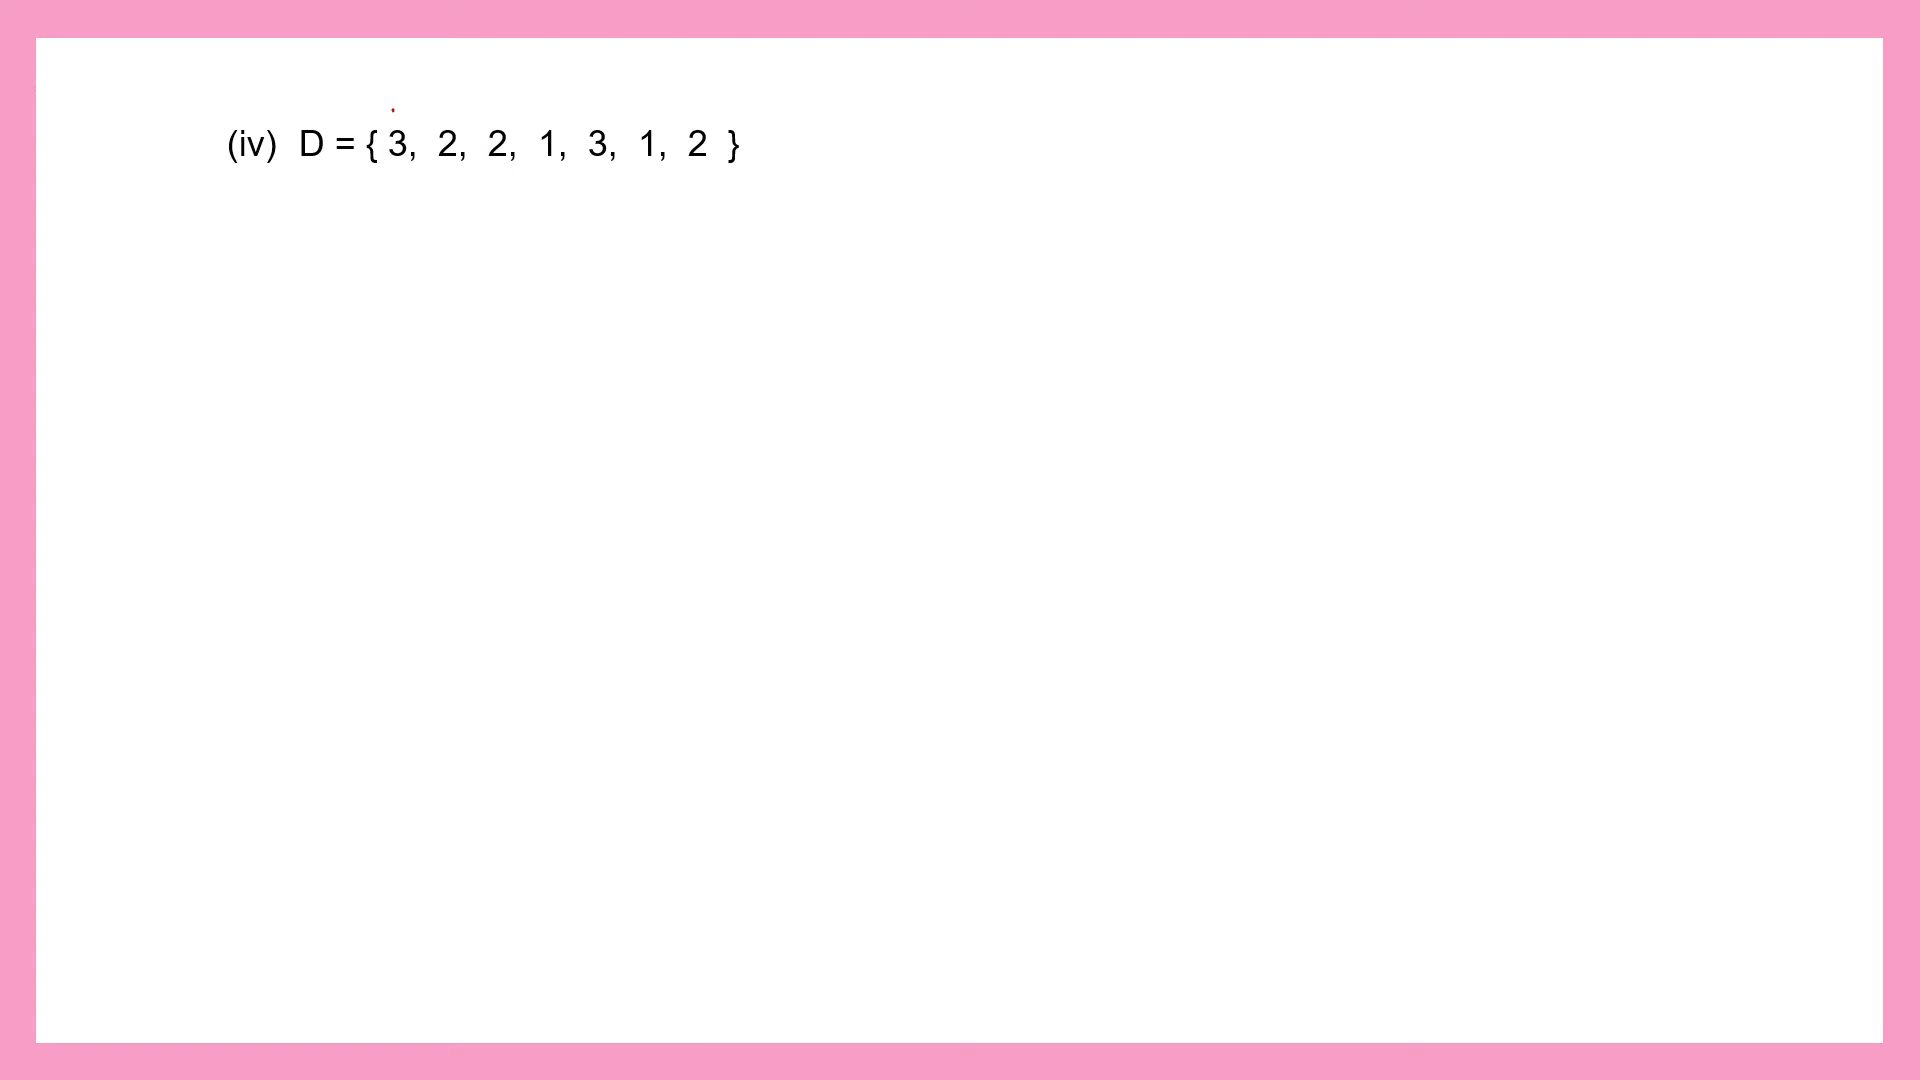 (iv) D = { 3, 2, 2, 1, 3, 1, 2 }